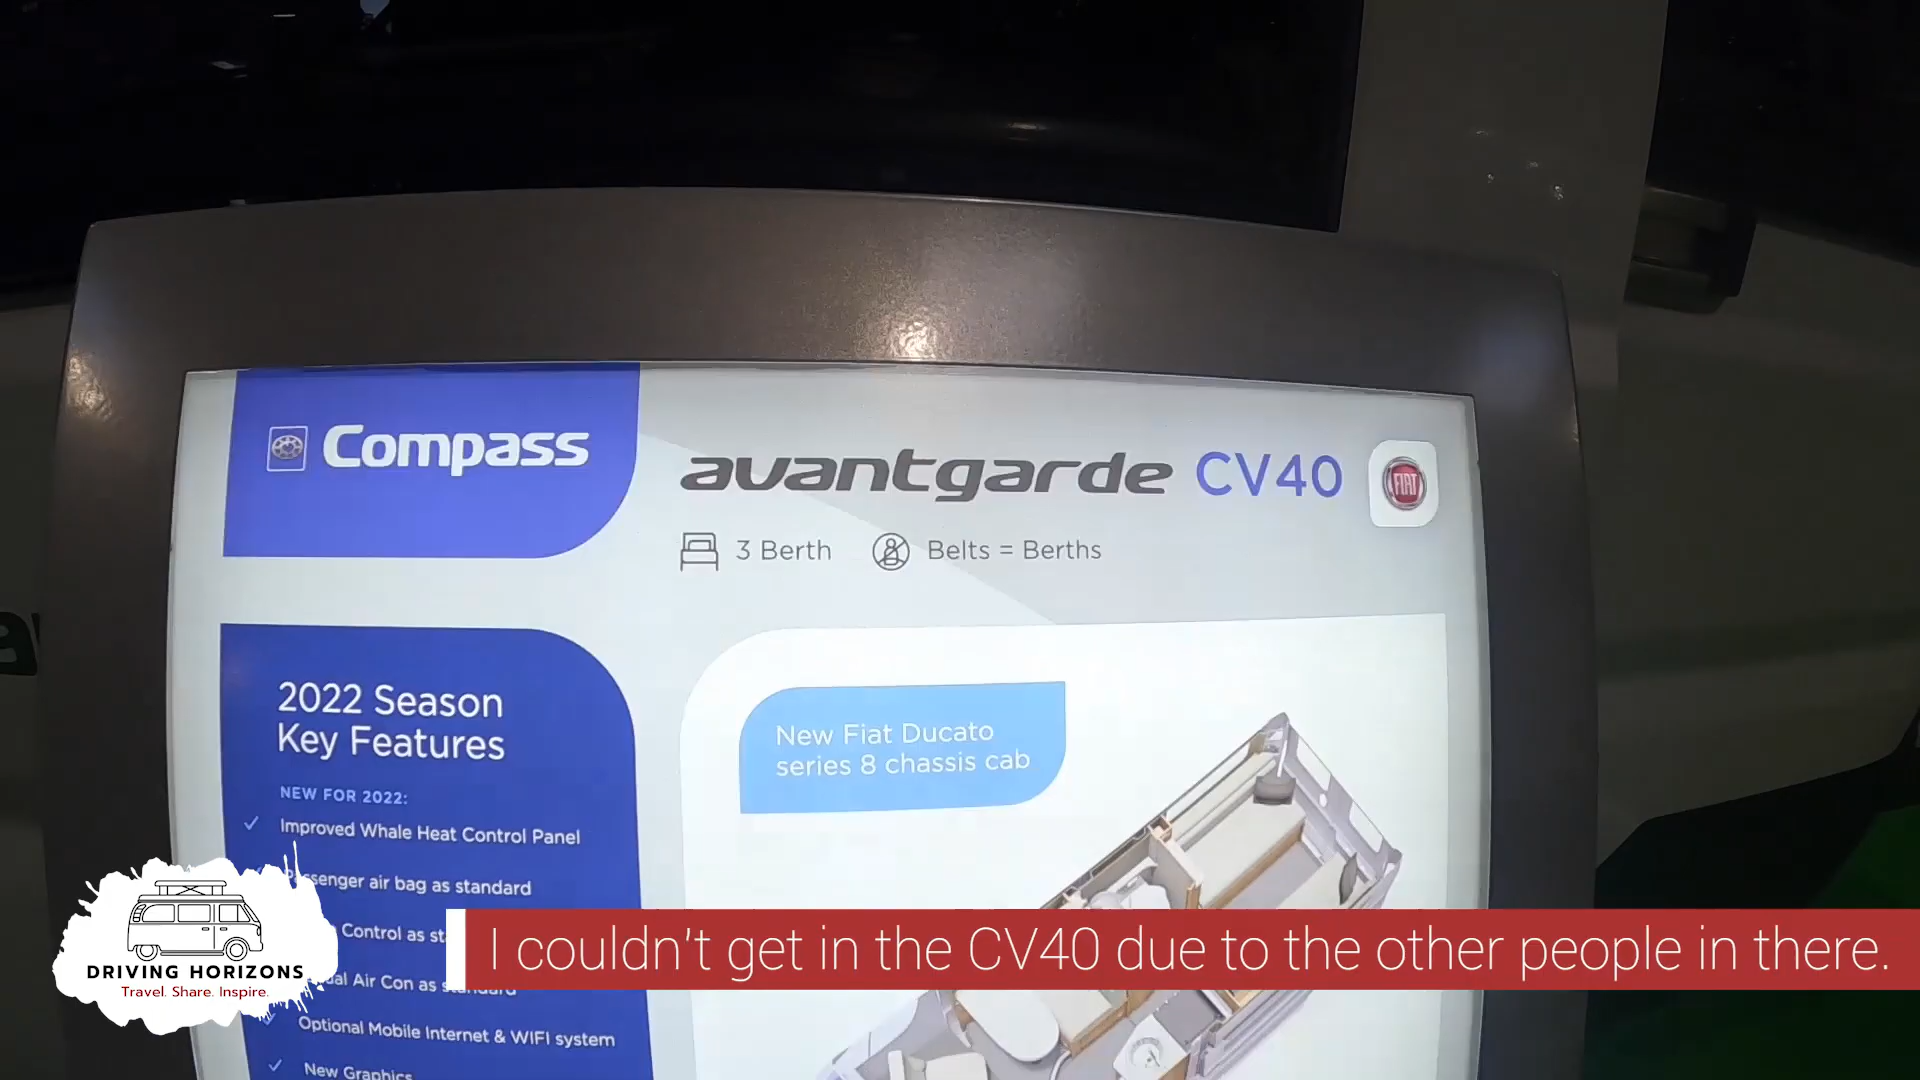 Compass
avantgarde CV40
FIAT
3 Berth
Belts = Berths
2022 Season
Key Features
NEW FOR 2022:
Improved Whale Heat Control Panel
Passenger air bag as standard
Control as
Air Con as standard
Optional Mobile Internet & WIFI system
New Graphics
New Fiat Ducato
series 8 chassis cab
DRIVING HORIZONS
Travel. Share. Inspire.
I couldn't get in the CV40 due to the other people in there.